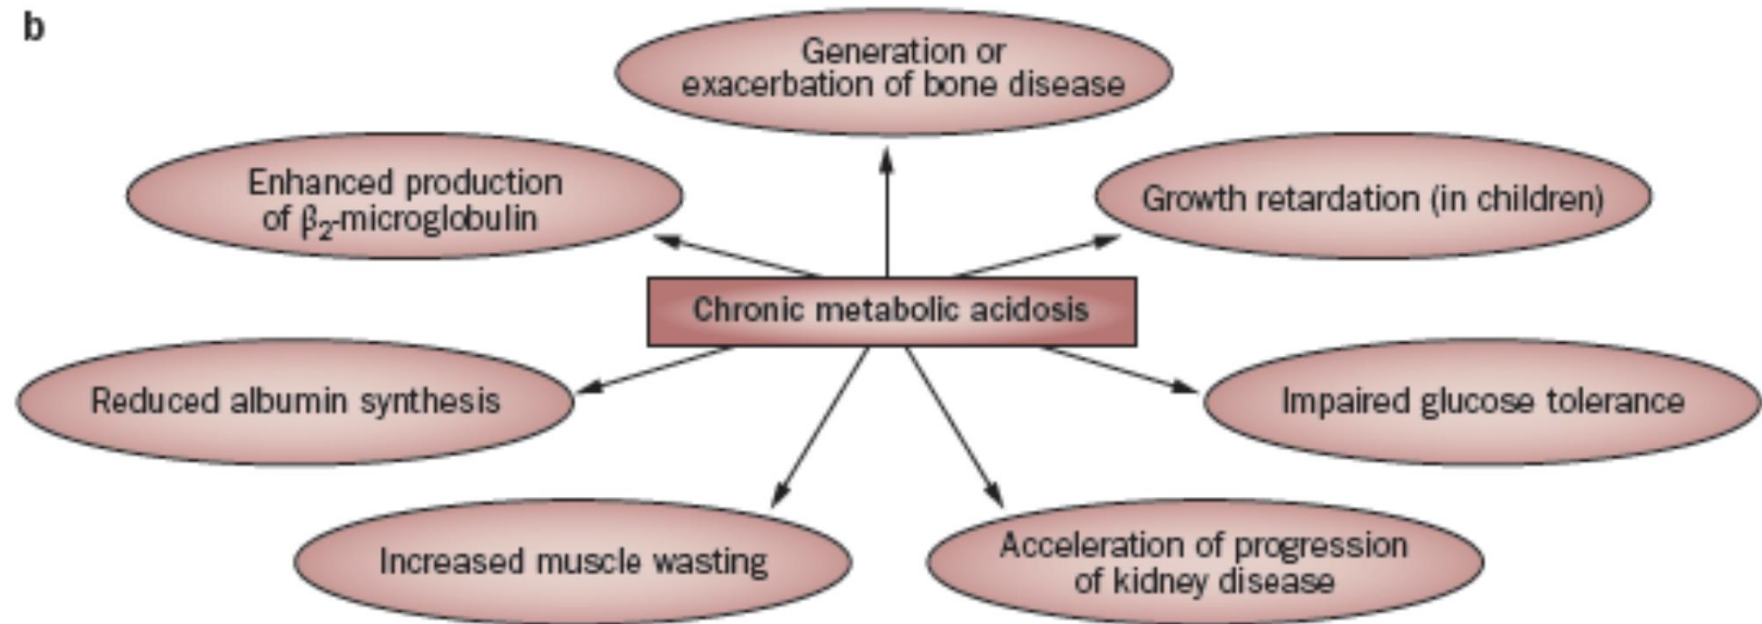 b
Generation or
exacerbation of bone disease
Enhanced production
of β₂-microglobulin
Growth retardation (in children)
Chronic metabolic acidosis
Reduced albumin synthesis
Impaired glucose tolerance
Increased muscle wasting
Acceleration of progression
of kidney disease